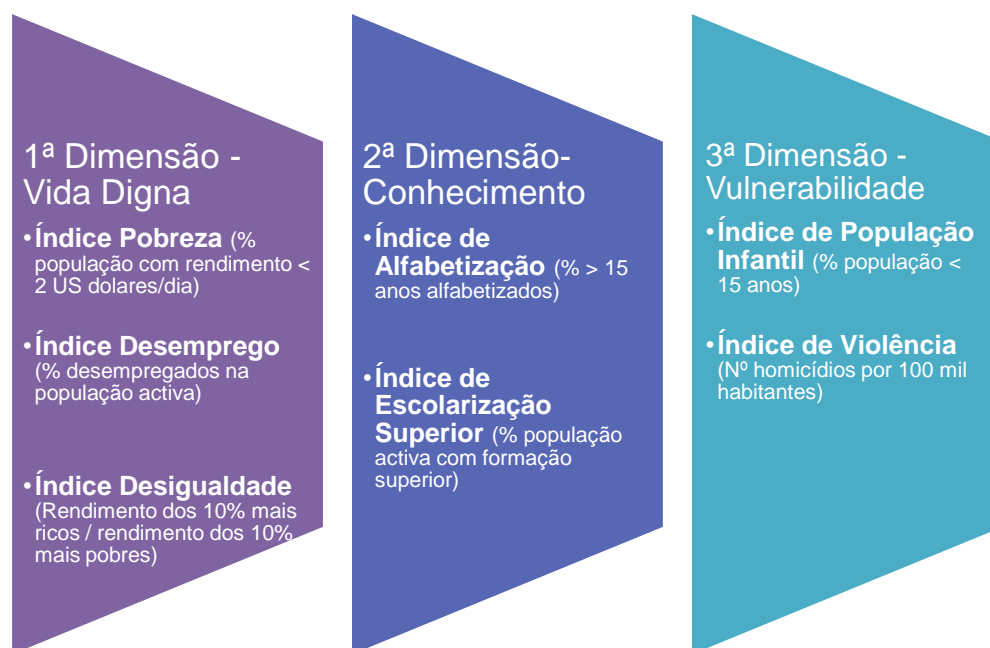 1ª Dimensão -
Vida Digna
•Índice Pobreza (%
população com rendimento <
2 US dolares/dia)
•Índice Desemprego
(% desempregados na
população activa)
•Índice Desigualdade
(Rendimento dos 10% mais
ricos / rendimento dos 10%
mais pobres)
2ª Dimensão-
Conhecimento
•Índice de
Alfabetização (% > 15
anos alfabetizados)
•Índice de
Escolarização
Superior (% população
activa com formação
superior)
3ª Dimensão -
Vulnerabilidade
•Índice de População
Infantil (% população <
15 anos)
•Índice de Violência
(Nº homicídios por 100 mil
habitantes)